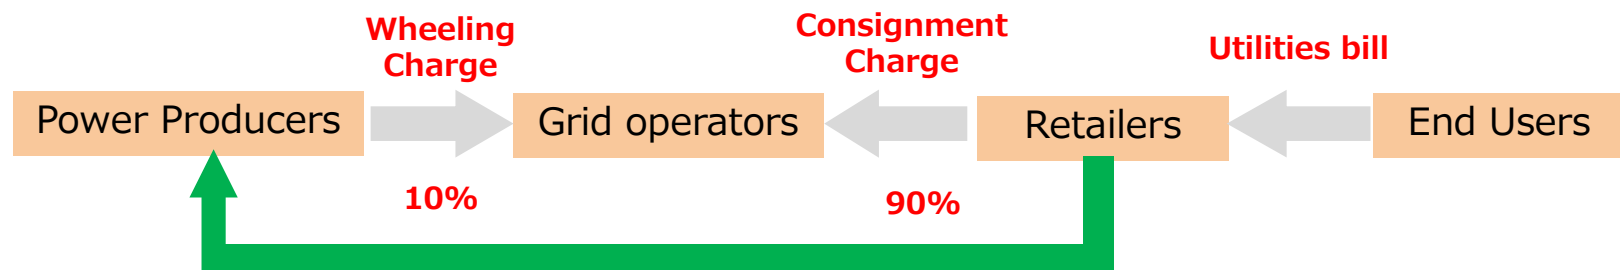 Wheeling
Charge
Consignment
Charge
Utilities bill
Power Producers
Grid operators
Retailers
End Users
10%
90%